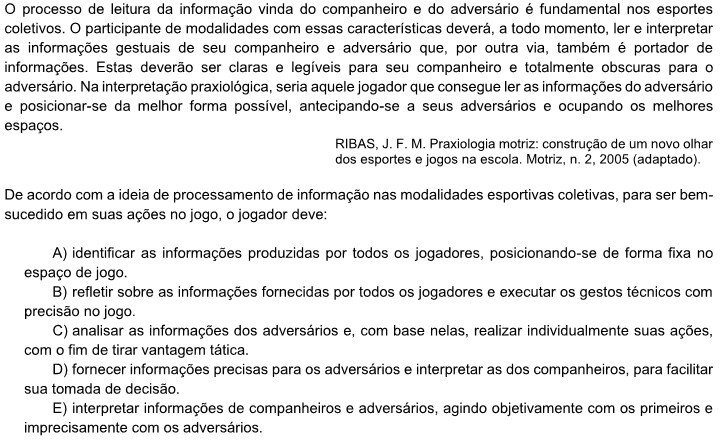 O processo de leitura da informação vinda do companheiro e do adversário é fundamental nos esportes
coletivos. O participante de modalidades com essas características deverá, a todo momento, ler e interpretar
as informações gestuais de seu companheiro e adversário que, por outra via, também é portador de
informações. Estas deverão ser claras e legíveis para seu companheiro e totalmente obscuras para o
adversário. Na interpretação praxiológica, seria aquele jogador que consegue ler as informações do adversário
e posicionar-se da melhor forma possível, antecipando-se a seus adversários e ocupando os melhores
espaços.
RIBAS, J. F. M. Praxiologia motriz: construção de um novo olhar
dos esportes e jogos na escola. Motriz, n. 2, 2005 (adaptado).
De acordo com a ideia de processamento de informação nas modalidades esportivas coletivas, para ser bem-
sucedido em suas ações no jogo, o jogador deve:
A) identificar as informações produzidas por todos os jogadores, posicionando-se de forma fixa no
espaço de jogo.
B) refletir sobre as informações fornecidas por todos os jogadores e executar os gestos técnicos com
precisão no jogo.
C) analisar as informações dos adversários e, com base nelas, realizar individualmente suas ações,
com o fim de tirar vantagem tática.
D) fornecer informações precisas para os adversários e interpretar as dos companheiros, para facilitar
sua tomada de decisão.
E) interpretar informações de companheiros e adversários, agindo objetivamente com os primeiros e
imprecisamente com os adversários.